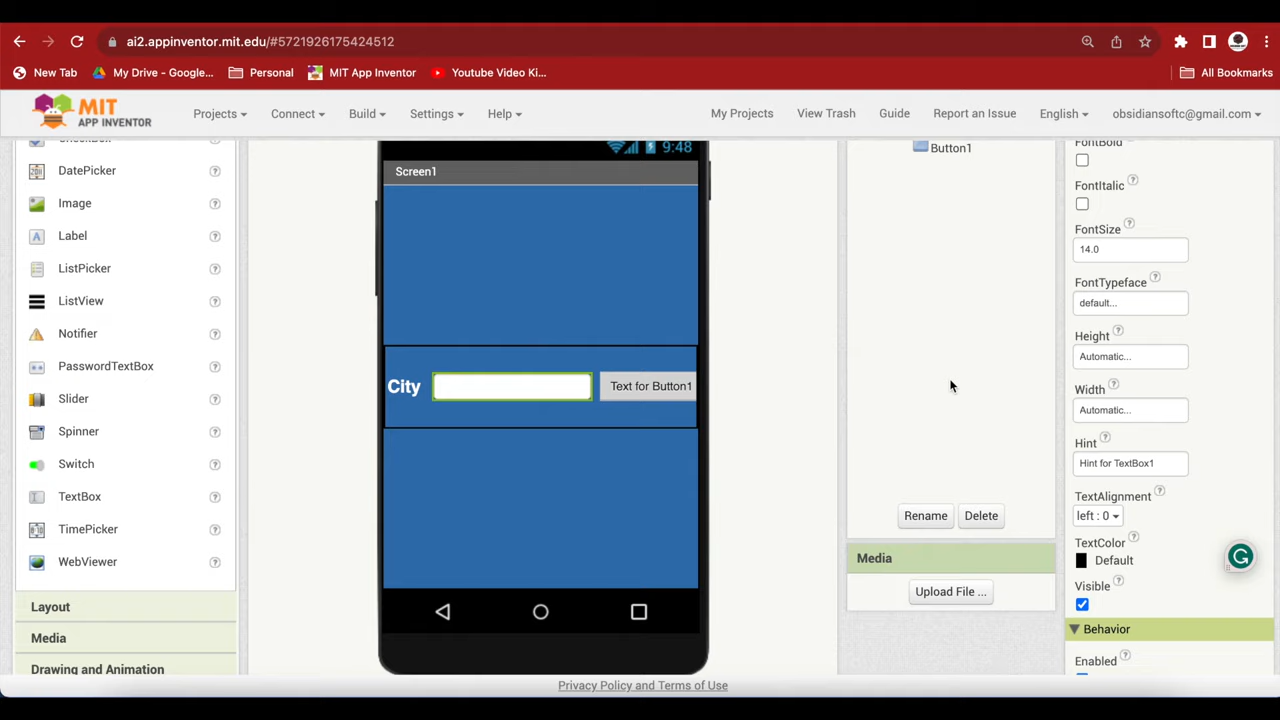 ai2.appinventor.mit.edu/#5721926175424512
New Tab
My Drive - Google...
Personal
MIT App Inventor
Youtube Video Ki...
All Bookmarks
MIT
APP INVENTOR
Projects
Connect
Build
Settings
Help
My Projects
View Trash
Guide
Report an Issue
English
obsidiansoftc@gmail.com
CheckBox
DatePicker
Image
Label
ListPicker
ListView
Notifier
PasswordTextBox
Slider
Spinner
Switch
TextBox
TimePicker
WebViewer
Layout
Media
Drawing and Animation
9:48
Screen1
City
Text for Button1
Button1
Rename
Delete
Media
Upload File ...
FontBold
FontItalic
FontSize
14.0
FontTypeface
default...
Height
Automatic...
Width
Automatic...
Hint
Hint for TextBox1
TextAlignment
left : 0
TextColor
Default
Visible
Behavior
Enabled
Privacy Policy and Terms of Use